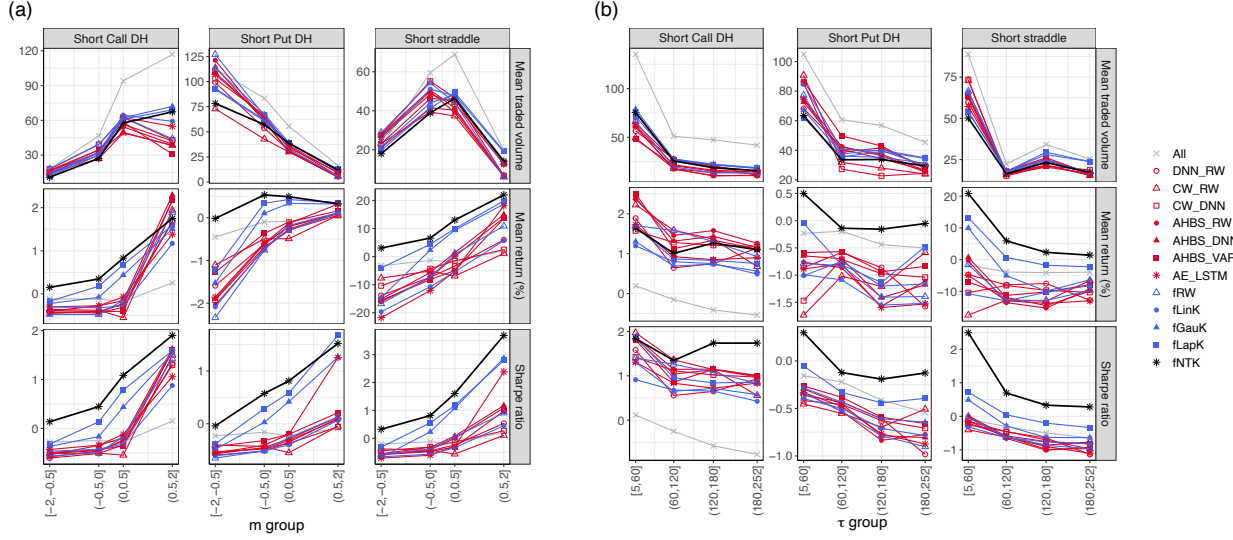 (a)
Short Call DH Short Put DH Short straddle
120
90
60
30
125
100
75
50
25
60
40
20
0
Mean traded volume
2
1
0
1
0
−1
−2
20
10
0
−10
−20
Mean return (%)
2
1
0
2
1
0
4
3
2
1
0
Sharpe ratio
[−2,−0.5] (−0.5,0] (0,0.5] (0.5,2]
[−2,−0.5] (−0.5,0] (0,0.5] (0.5,2]
[−2,−0.5] (−0.5,0] (0,0.5] (0.5,2]
m group
(b)
Short Call DH Short Put DH Short straddle
100
50
100
80
60
40
20
75
50
25
Mean traded volume
2
1
0
0.5
0.0
−0.5
−1.0
−1.5
20
10
0
−10
Mean return (%)
2
1
0
0.0
−0.5
−1.0
2
1
0
−1
Sharpe ratio
[5,60] (60,120] (120,180] (180,252]
[5,60] (60,120] (120,180] (180,252]
[5,60] (60,120] (120,180] (180,252]
τ group
All
DNN_RW
CW_RW
CW_DNN
AHBS_RW
AHBS_DNN
AHBS_VAR
AE_LSTM
fRW
fLinK
fGauK
fLapK
fNTK